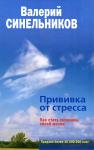 Валерий
СИНЕЛЬНИКОВ
Прививка
от стресса
Как стать хозяином
своей жизни